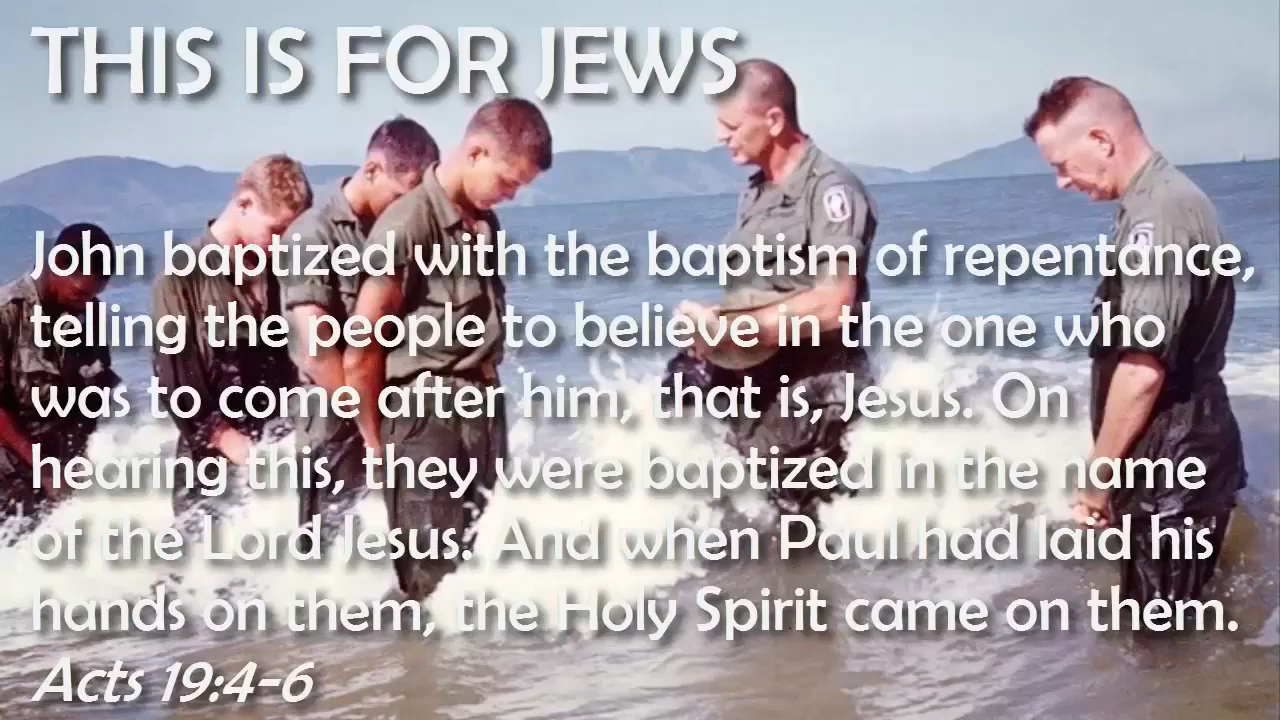 THIS IS FOR JEWS
John baptized with the baptism of repentance,
telling the people to believe in the one who
was to come after him, that is, Jesus. On
hearing this, they were baptized in the name
of the Lord Jesus. And when Paul had laid his
hands on them, the Holy Spirit came on them.
Acts 19:4-6